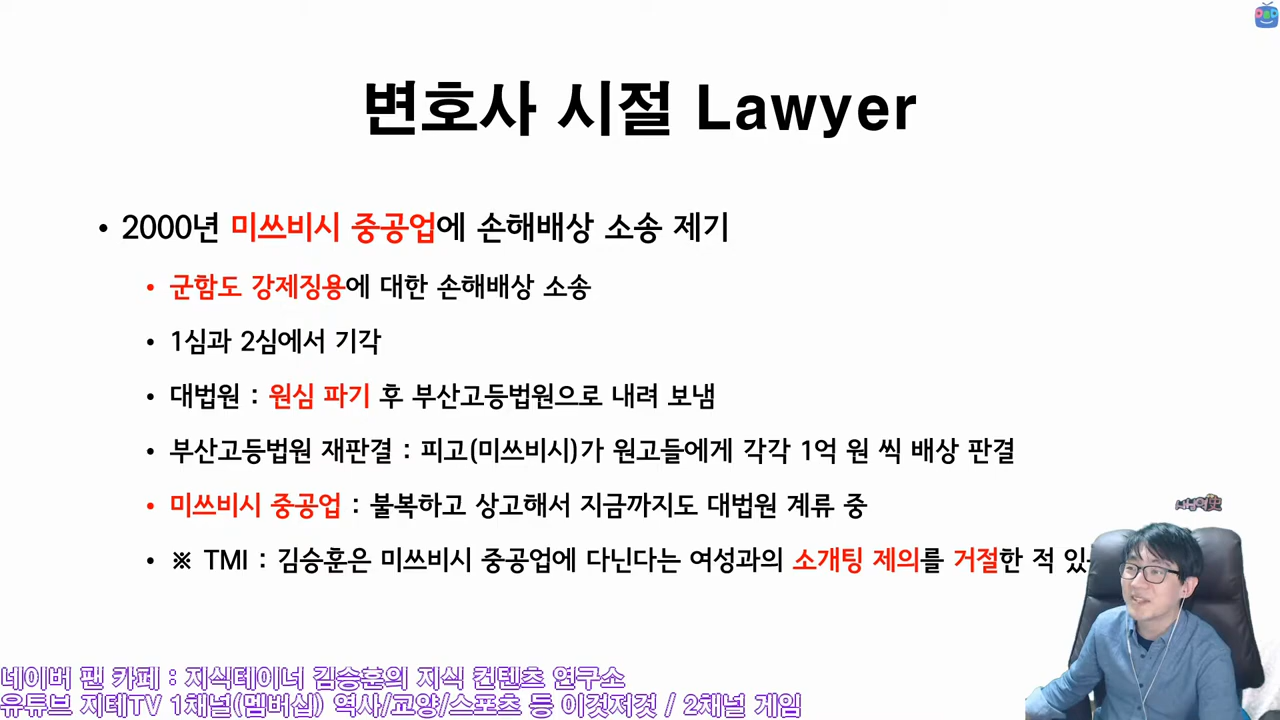 변호사 시절 Lawyer
• 2000년 미쓰비시 중공업에 손해배상 소송 제기
• 군함도 강제징용에 대한 손해배상 소송
• 1심과 2심에서 기각
• 대법원 : 원심 파기 후 부산고등법원으로 내려 보냄
• 부산고등법원 재판결 : 피고(미쓰비시)가 원고들에게 각각 1억 원 씩 배상 판결
• 미쓰비시 중공업 : 불복하고 상고해서 지금까지도 대법원 계류 중
• ※ TMI : 김승훈은 미쓰비시 중공업에 다닌다는 여성과의 소개팅 제의를 거절한 적 있
네이버 팬 카페 : 지식테이너 김승훈의 지식 컨텐츠 연구소
유튜브 지테TV 1채널(멤버십) 역사/교양/스포츠 등 이것저것 / 2채널 게임